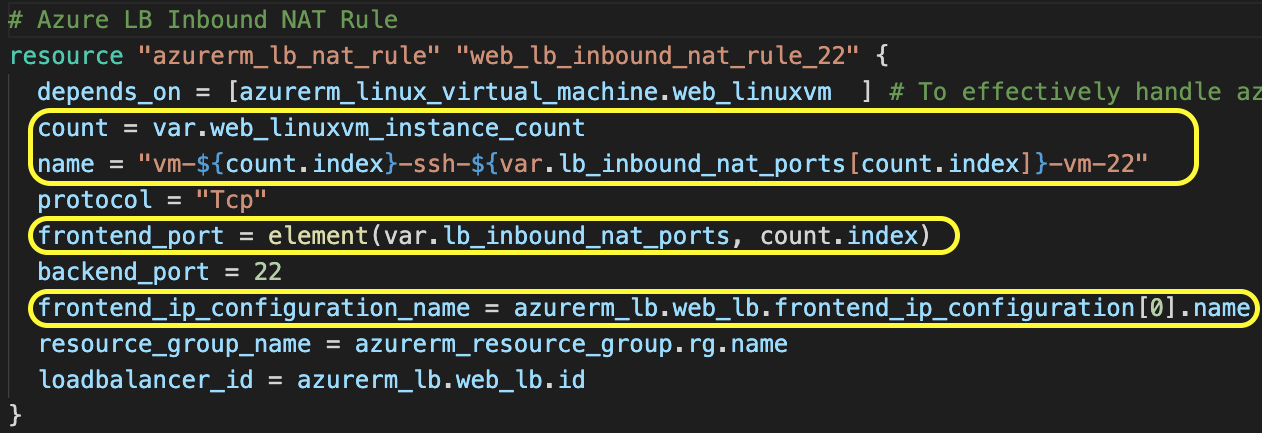 # Azure LB Inbound NAT Rule
resource "azurerm_lb_nat_rule" "web_lb_inbound_nat_rule_22" {
depends_on = [azurerm_linux_virtual_machine.web_linuxvm ] # To effectively handle az
count = var.web_linuxvm_instance_count
name = "vm-${count.index}-ssh-${var.lb_inbound_nat_ports[count.index]}-vm-22"
protocol = "Tcp"
frontend_port = element(var.lb_inbound_nat_ports, count.index)
backend_port = 22
frontend_ip_configuration_name = azurerm_lb.web_lb.frontend_ip_configuration[0].name
resource_group_name = azurerm_resource_group.rg.name
loadbalancer_id = azurerm_lb.web_lb.id
}